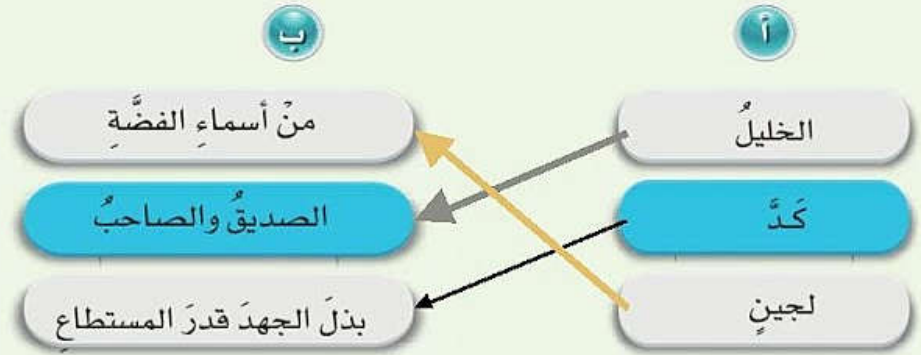 أ
ب
الخليلُ
من أسماءِ الفضَّةِ
كَدَّ
الصديقُ والصاحبُ
لجينٍ
بذلَ الجهدَ قدرَ المستطاعِ